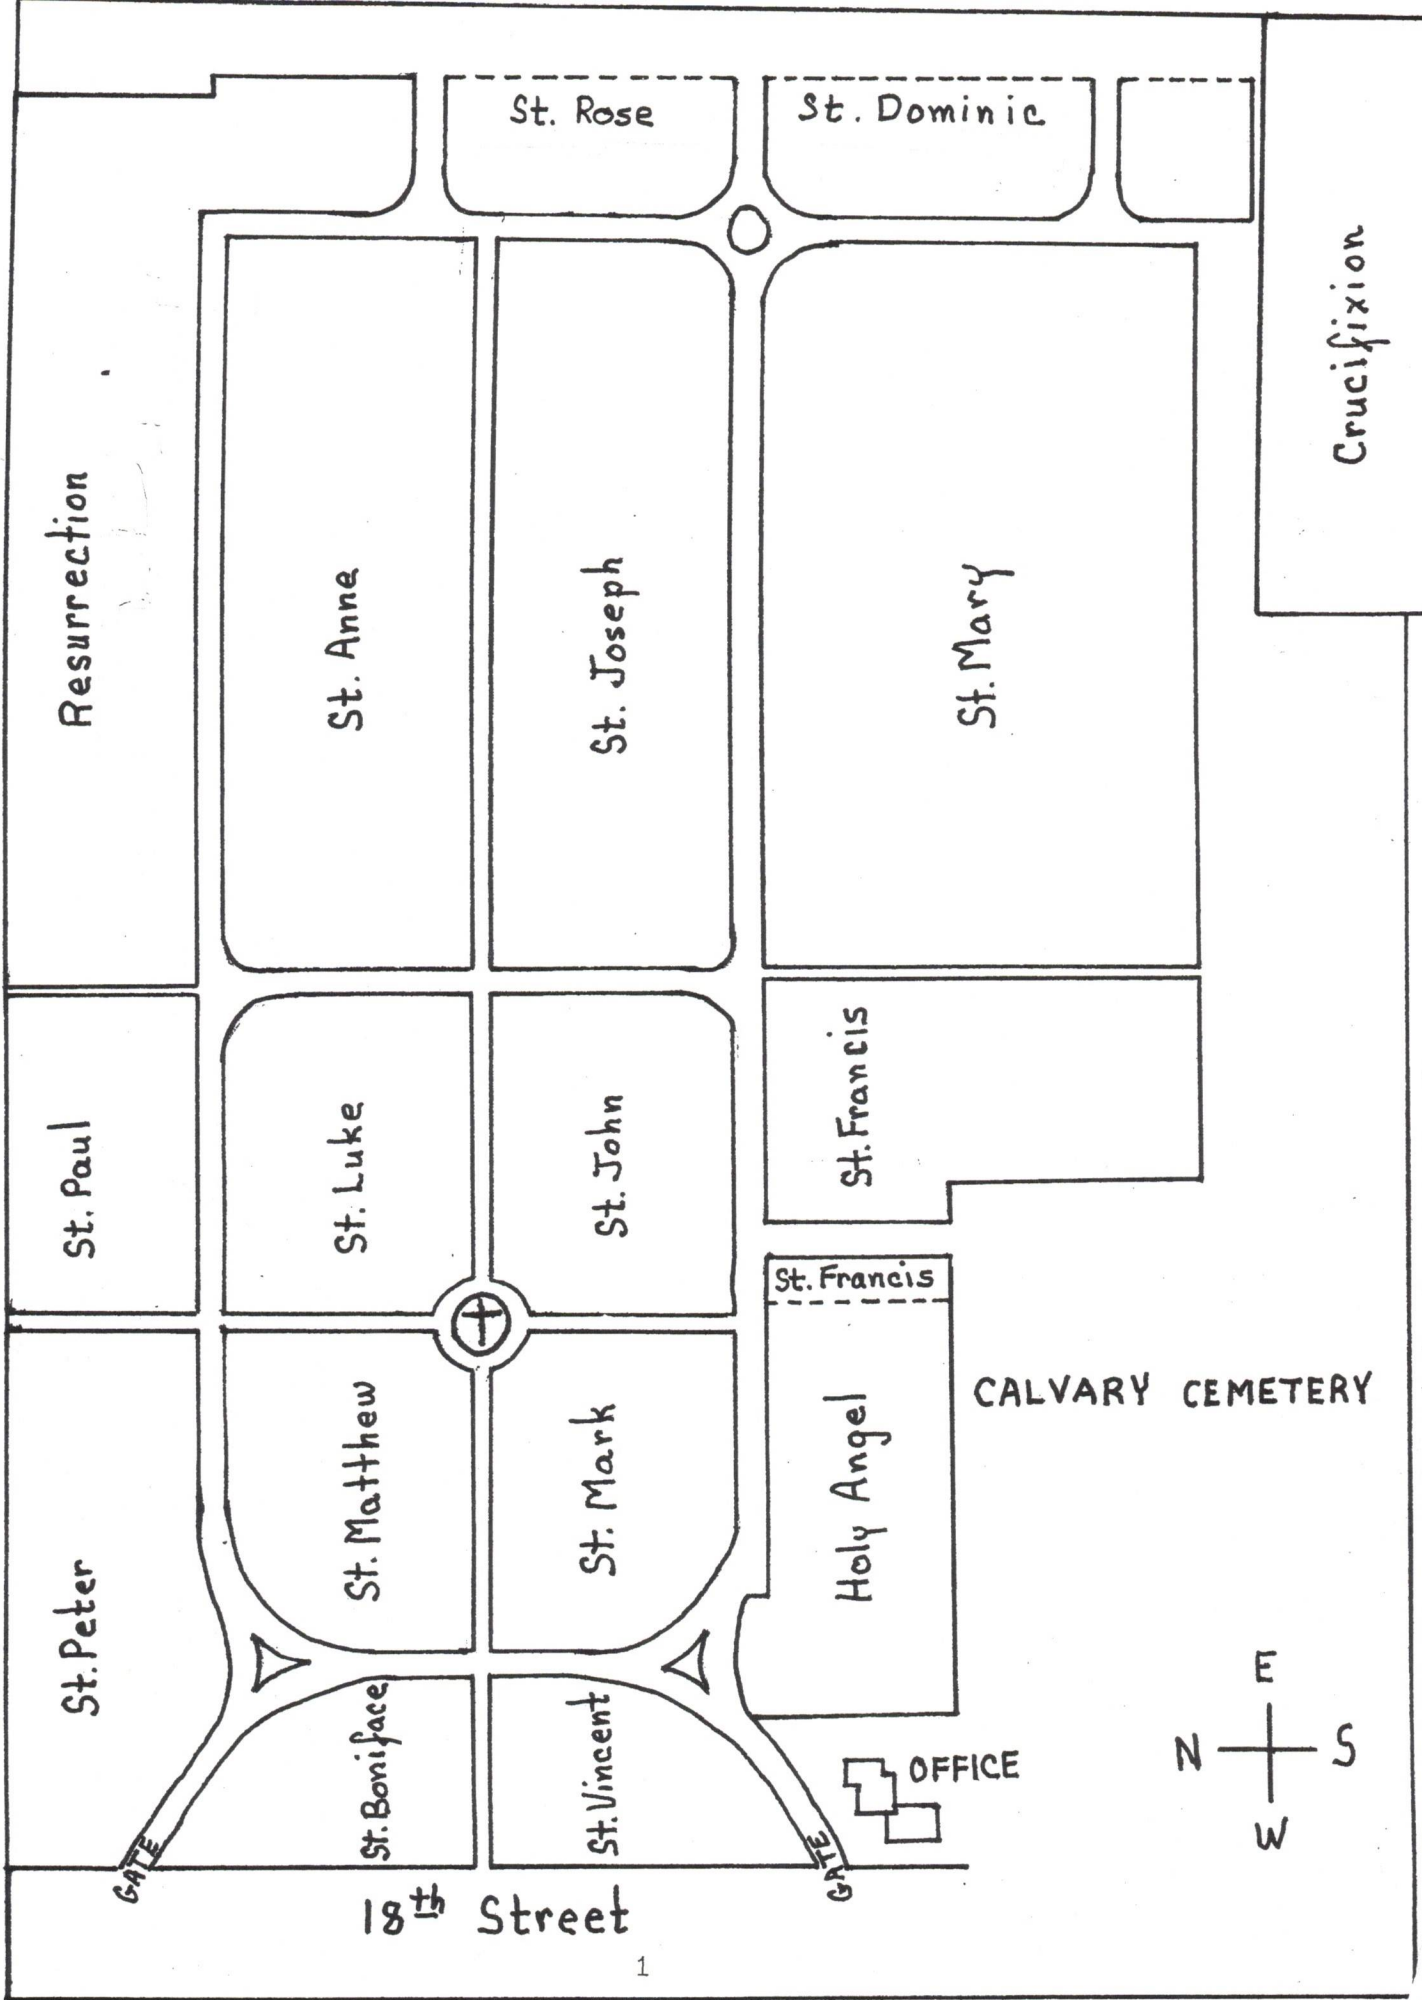 St. Rose
St. Dominic
Crucifixion
Resurrection
St. Anne
St. Joseph
St. Mary
St. Paul
St. Luke
St. John
St. Francis
St. Francis
CALVARY CEMETERY
St. Peter
St. Matthew
St. Mark
Holy Angel
St. Boniface
St. Vincent
OFFICE
E
N
S
W
GATE
GATE
18th Street
1